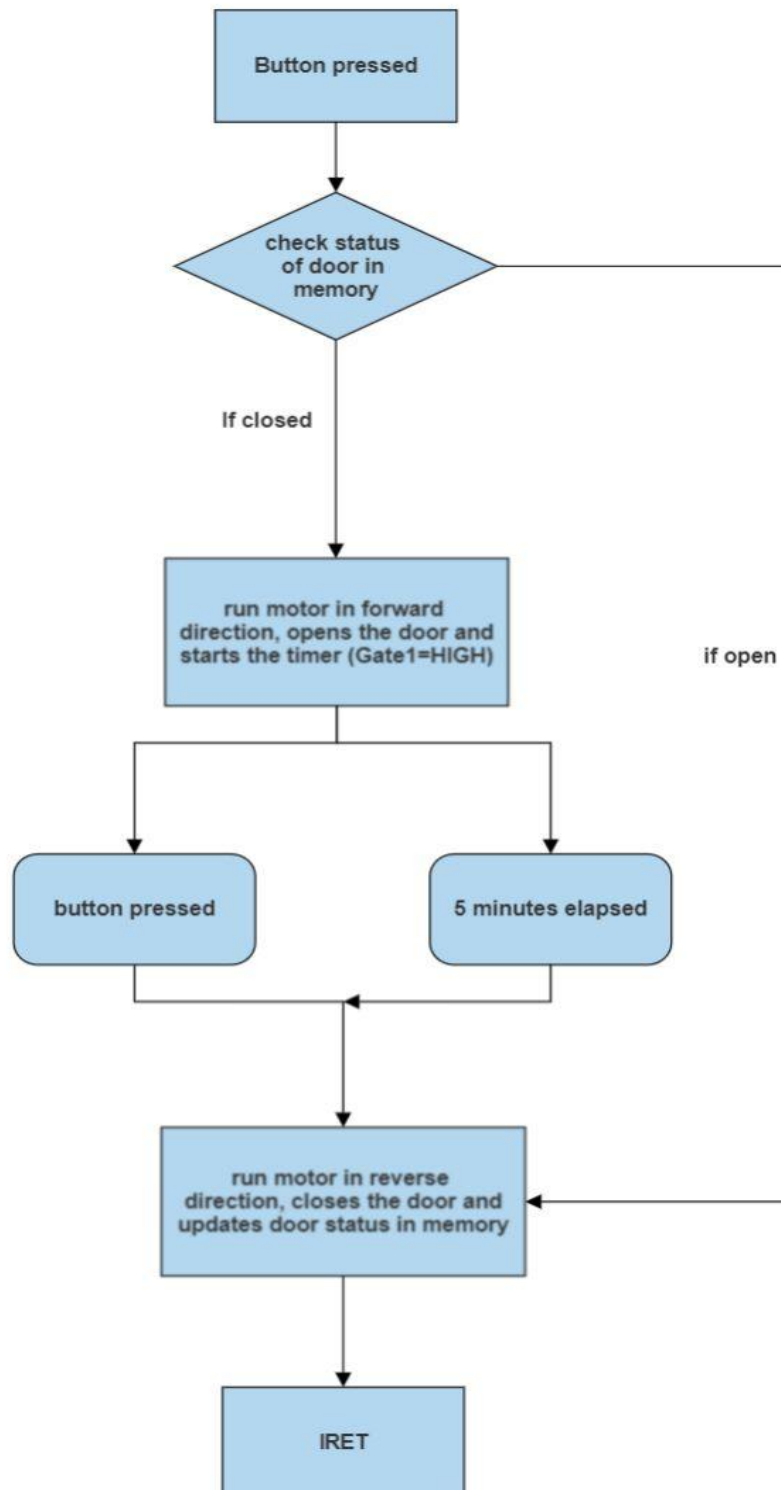 Button pressed
check status
of door in
memory
If closed
run motor in forward
direction, opens the door and
starts the timer (Gate1=HIGH)
if open
button pressed
5 minutes elapsed
run motor in reverse
direction, closes the door and
updates door status in memory
IRET